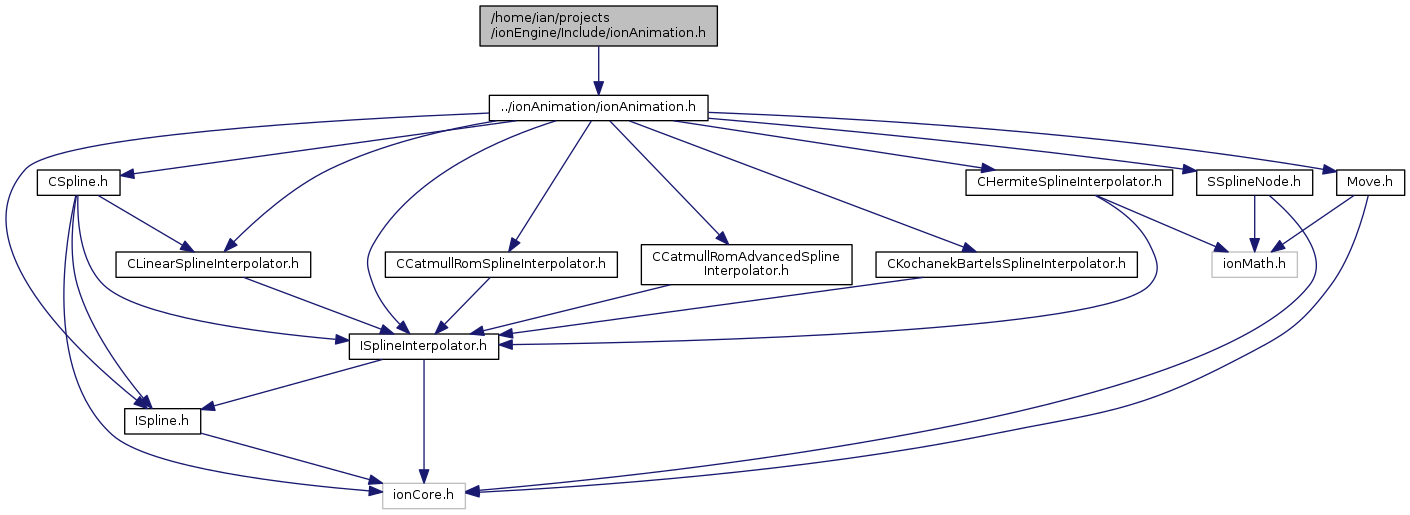 /home/ian/projects
/ionEngine/Include/ionAnimation.h
../ionAnimation/ionAnimation.h
CSpline.h
CHermiteSplineInterpolator.h
SSplineNode.h
Move.h
CLinearSplineInterpolator.h
CCatmullRomSplineInterpolator.h
CCatmullRomAdvancedSpline
Interpolator.h
CKochanekBartelsSplineInterpolator.h
ionMath.h
ISplineInterpolator.h
ISpline.h
ionCore.h